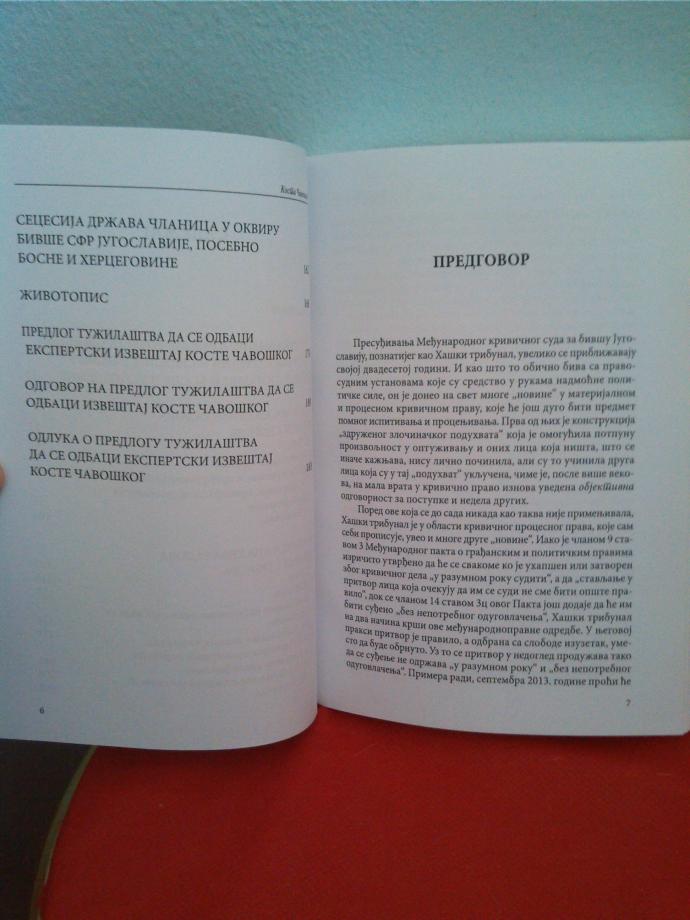 Коста
СЕЦЕСИЈА ДРЖАВА ЧЛАНИЦА У ОКВИРУ
БИВШЕ СФР ЈУГОСЛАВИЈЕ, ПОСЕБНО
БОСНЕ И ХЕРЦЕГОВИНЕ
ЖИВОТОПИС
ПРЕДЛОГ ТУЖИЛАШТВА ДА СЕ ОДБАЦИ
ЕКСПЕРТСКИ ИЗВЕШТАЈ КОСТЕ ЧАВОШКОГ
ОДГОВОР НА ПРЕДЛОГ ТУЖИЛАШТВА ДА СЕ
ОДБАЦИ ИЗВЕШТАЈ КОСТЕ ЧАВОШКОГ
ОДЛУКА О ПРЕДЛОГУ ТУЖИЛАШТВА
ДА СЕ ОДБАЦИ ЕКСПЕРТСКИ ИЗВЕШТАЈ
КОСТЕ ЧАВОШКОГ
6
ПРЕДГОВОР
Пресуђивања Међународног кривичног суда за бившу Југо-
славију, познатијег као Хашки трибунал, увелико се приближавају
својој двадесетој години. И као што то обично бива са право-
судним установама које су средство у рукама надмоћне поли-
тичке силе, он је донео на свет многе „новине" у материјалном
и процесном кривичном праву, које ће још дуго бити предмет
помног испитивања и процењивања. Прва од њих је конструкција
„здруженог злочиначког подухвата" која је омогућила потпуну
произвољност у оптуживању и оних лица која ништа, што се
иначе кажњава, нису лично починила, али су то учинила друга
лица која су у тај „подухват" укључена, чиме је, после више веко-
ва, на мала врата у кривично право изнова уведена објективна
одговорност за поступке и недела других.
Поред ове која се до сада никада као таква није примењивала,
Хашки трибунал је у области кривичног процесног права, које сам
себи прописује, увео и многе друге „новине". Иако је чланом 9 ста-
вом 3 Међународног пакта о грађанским и политичким правима
изричито утврђено да ће се свакоме ко је ухапшен или затворен
због кривичног дела „у разумном року судити", а да „стављање у
притвор лица која очекују да им се суди не сме бити опште пра-
вило", док се чланом 14 ставом 3ц овог Пакта још додаје да ће им
бити суђено „без непотребног одуговлачења", Хашки трибунал
на два начина крши ове међународноправне одредбе. У његовој
пракси притвор је правило, а одбрана са слободе изузетак, уме-
сто да буде обрнуто. Уз то се притвор у недоглед продужава тако
да се суђење не одржава „у разумном року" и „без непотребног
одуговлачења". Примера ради, септембра 2013. године проћи ће
7